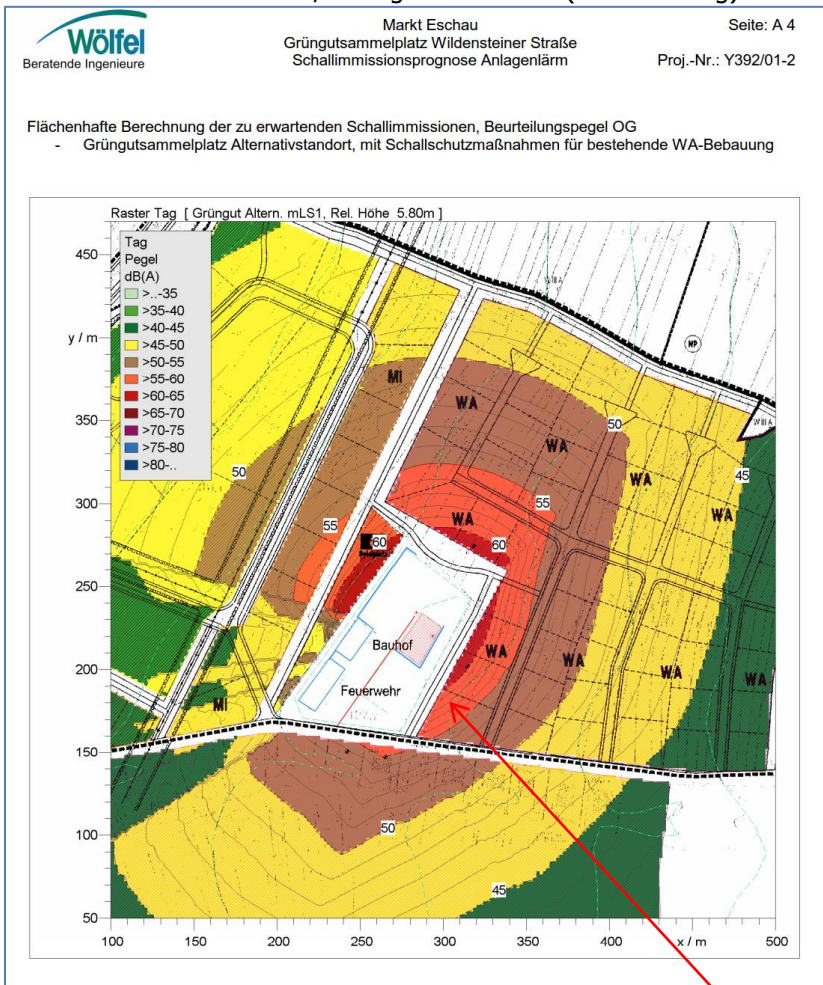 Wölfel
Beratende Ingenieure
Markt Eschau
Grüngutsammelplatz Wildensteiner Straße
Schallimmissionsprognose Anlagenlärm
Seite: A 4
Proj.-Nr.: Y392/01-2
Flächenhafte Berechnung der zu erwartenden Schallimmissionen, Beurteilungspegel OG
- Grüngutsammelplatz Alternativstandort, mit Schallschutzmaßnahmen für bestehende WA-Bebauung
Raster Tag [ Grüngut Altern. mLS1, Rel. Höhe 5.80m ]
Tag
Pegel
dB(A)
>..-35
>35-40
>40-45
>45-50
>50-55
>55-60
>60-65
>65-70
>70-75
>75-80
>80-..
450
y / m
350
300
250
200
150
100
50
MP
W III A
MI
WA
50
WA
WA
45
WA
50
55
WA
55
WA
60
60
Bauhof
WA
WA
WA
WA
Feuerwehr
MI
50
45
100
150
200
250
300
350
400
x / m
500